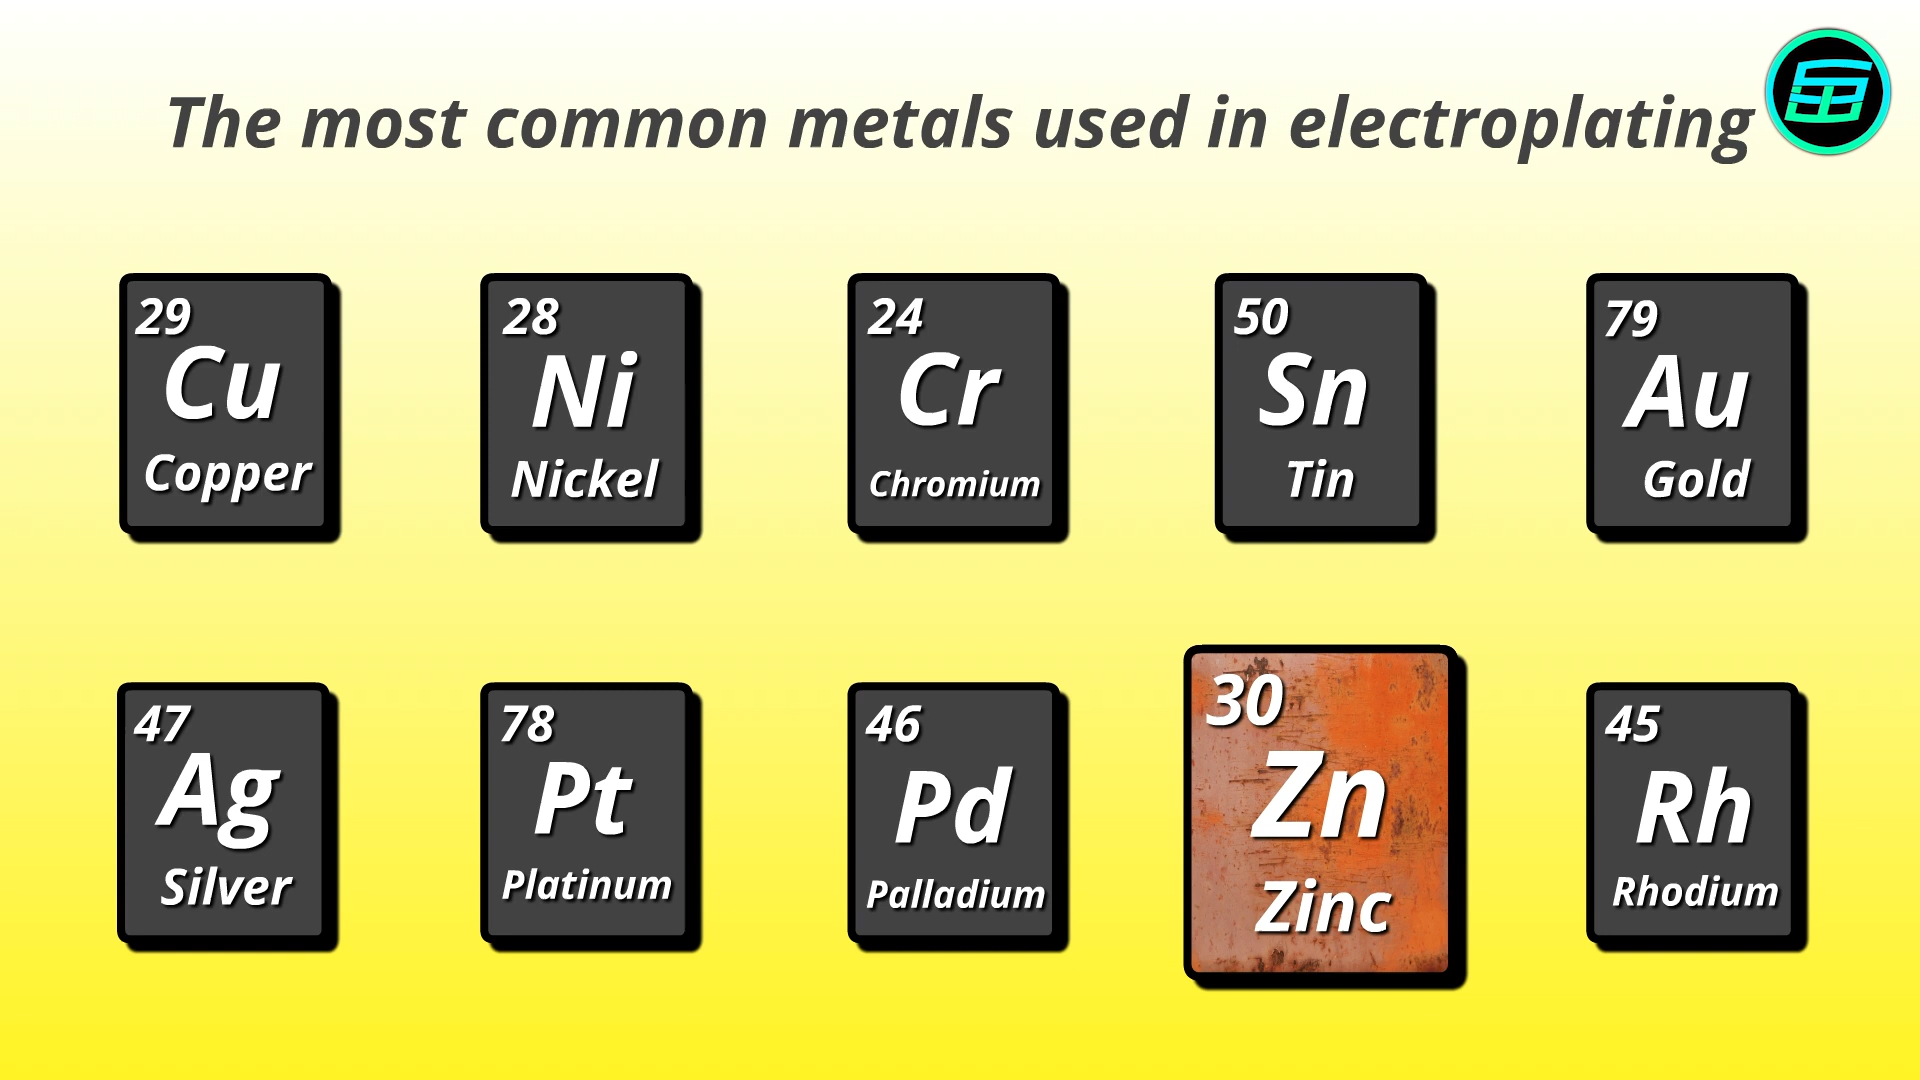 The most common metals used in electroplating
29
Cu
Copper
28
Ni
Nickel
24
Cr
Chromium
50
Sn
Tin
79
Au
Gold
47
Ag
Silver
78
Pt
Platinum
46
Pd
Palladium
30
Zn
Zinc
45
Rh
Rhodium